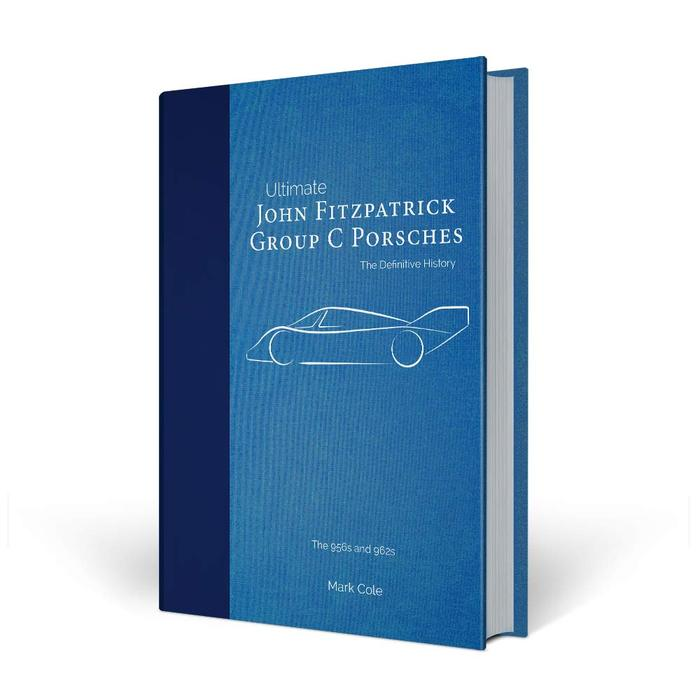 Ultimate
John Fitzpatrick
Group C Porsches
The Definitive History
The 956s and 962s
Mark Cole